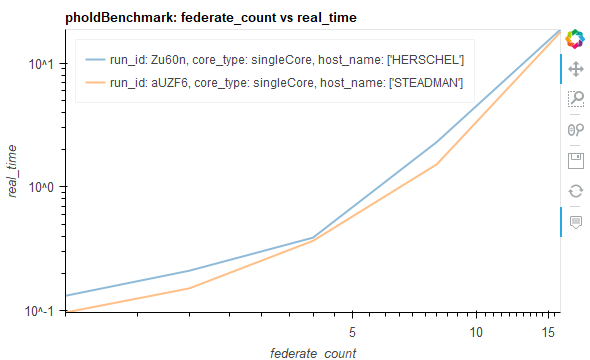 pholdBenchmark: federate_count vs real_time
run_id: Zu60n, core_type: singleCore, host_name: ['HERSCHEL']
run_id: aUZF6, core_type: singleCore, host_name: ['STEADMAN']
10^1
10^0
10^-1
real_time
5
10
15
federate_count